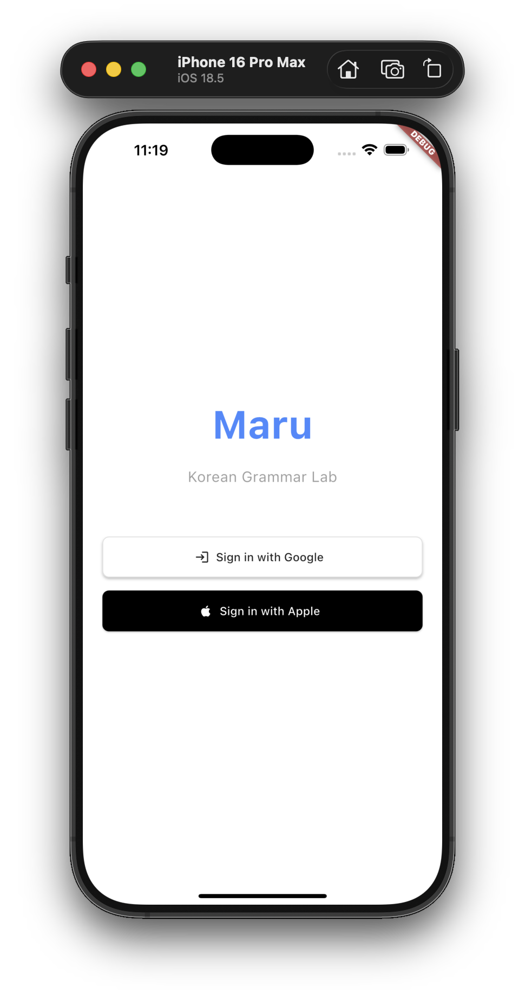 iPhone 16 Pro Max
iOS 18.5
11:19
DEBUG
Maru
Korean Grammar Lab
Sign in with Google
Sign in with Apple